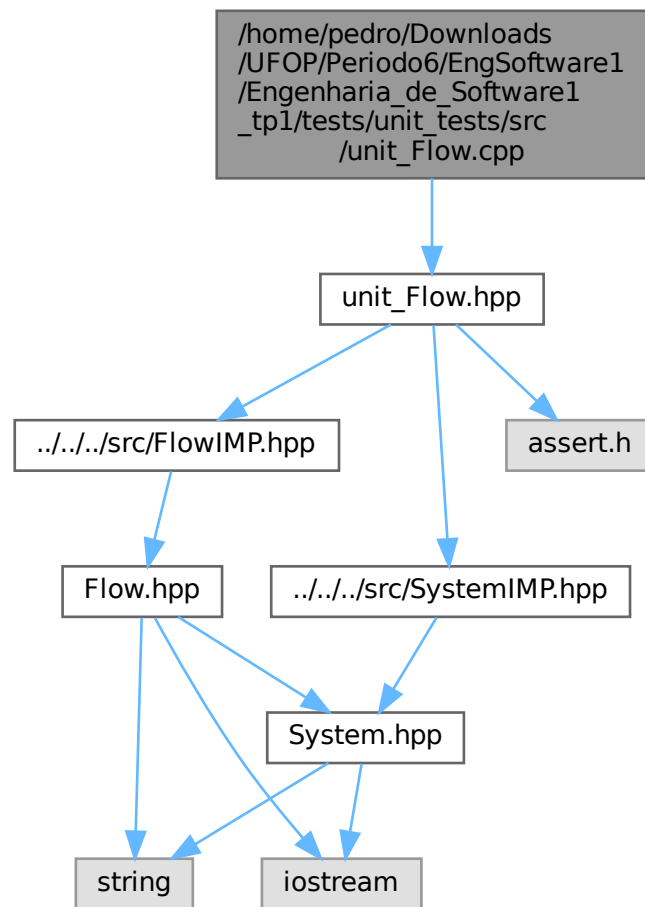 /home/pedro/Downloads
/UFOP/Periodo6/EngSoftware1
/Engenharia_de_Software1
_tp1/tests/unit_tests/src
/unit_Flow.cpp
unit_Flow.hpp
../../../src/FlowIMP.hpp
assert.h
Flow.hpp
../../../src/SystemIMP.hpp
System.hpp
string
iostream